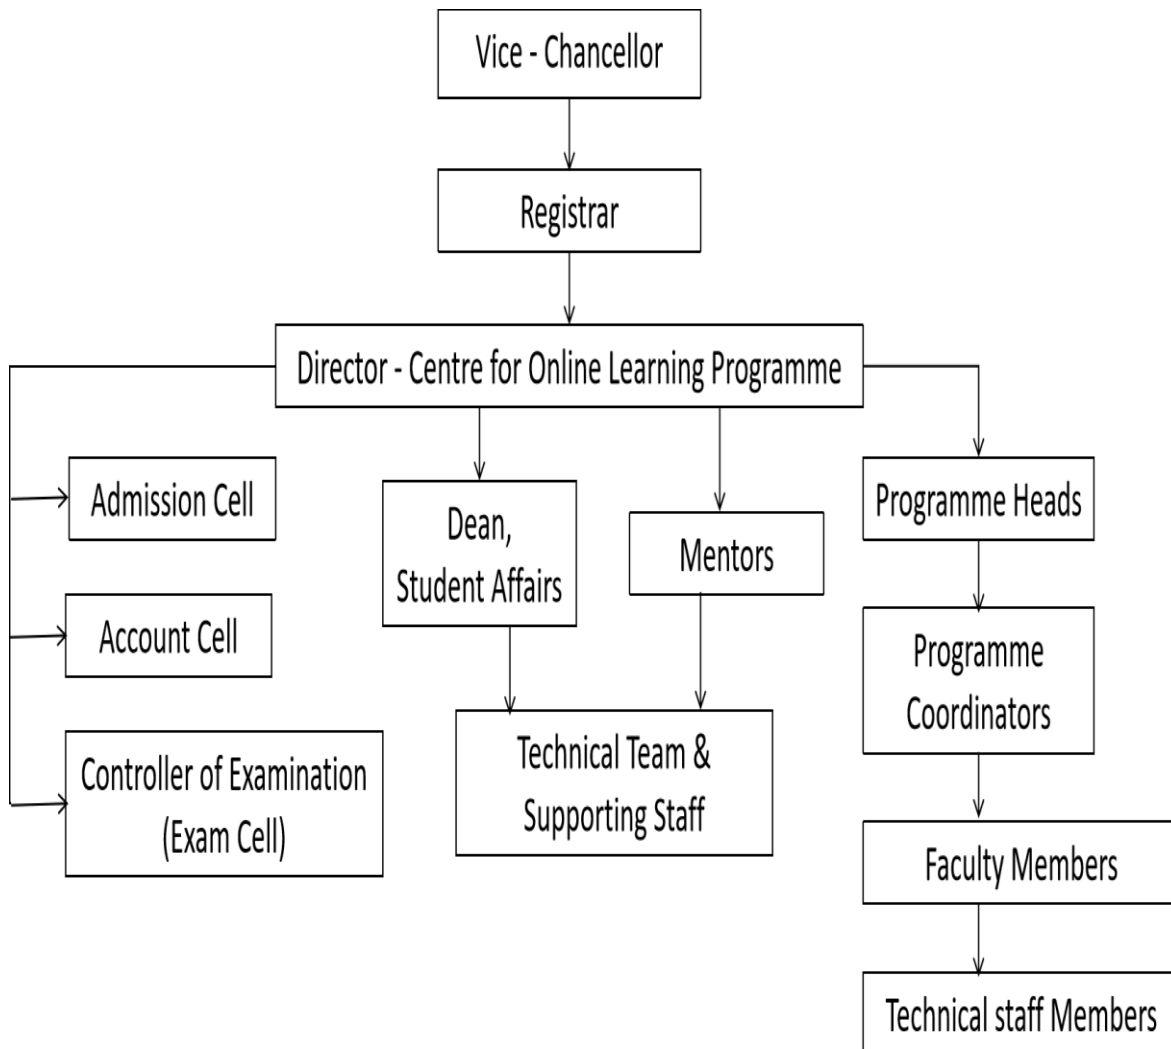 Vice - Chancellor
Registrar
Director - Centre for Online Learning Programme
Admission Cell
Account Cell
Controller of Examination
(Exam Cell)
Dean,
Student Affairs
Mentors
Technical Team &
Supporting Staff
Programme Heads
Programme
Coordinators
Faculty Members
Technical staff Members